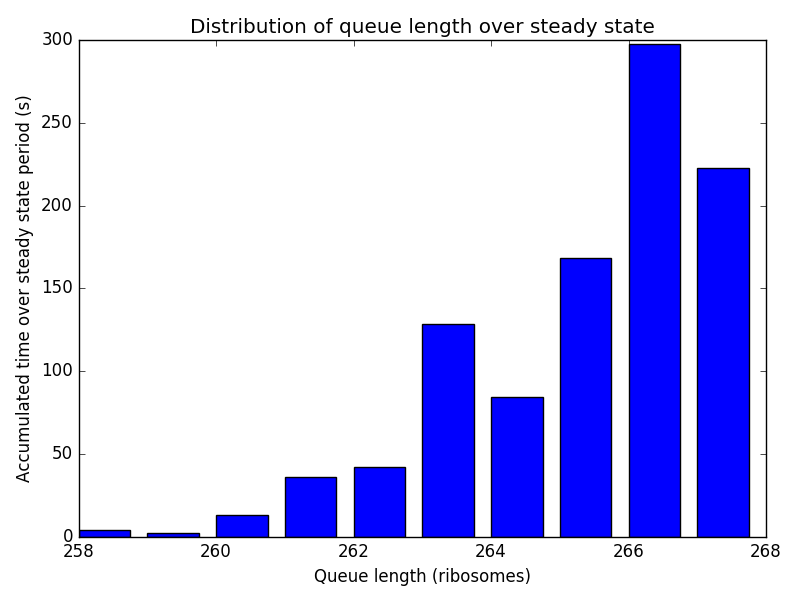 Distribution of queue length over steady state
300
250
200
150
100
50
0
Accumulated time over steady state period (s)
258 260 262 264 266 268
Queue length (ribosomes)